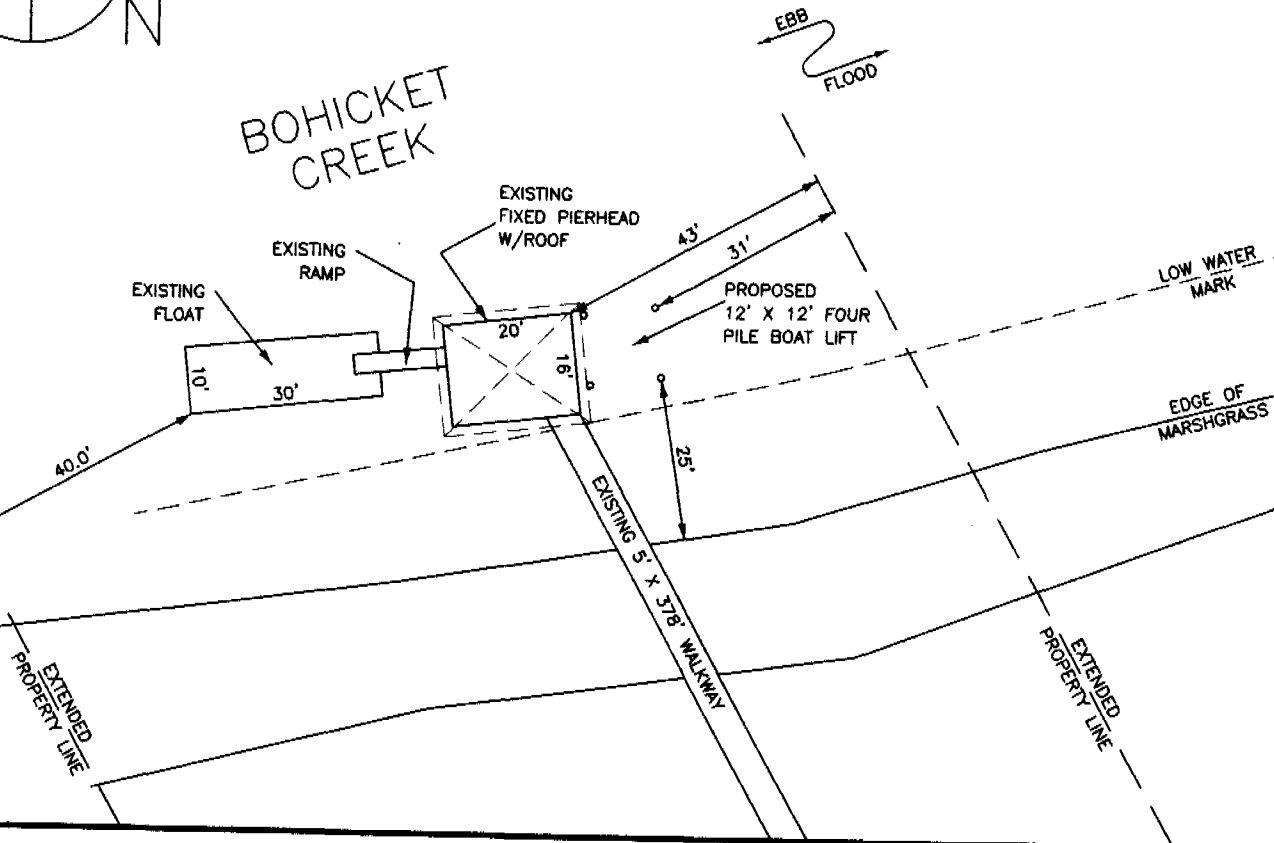 N
EBB
FLOOD
BOHICKET
CREEK
EXISTING
FIXED PIERHEAD
W/ROOF
43'
31'
EXISTING
RAMP
LOW WATER
MARK
EXISTING
FLOAT
PROPOSED
12' X 12' FOUR
PILE BOAT LIFT
20'
16'
10'
30'
EDGE OF
MARSHGRASS
40.0'
25'
EXISTING 5' X 378' WALKWAY
EXTENDED
PROPERTY LINE
EXTENDED
PROPERTY LINE